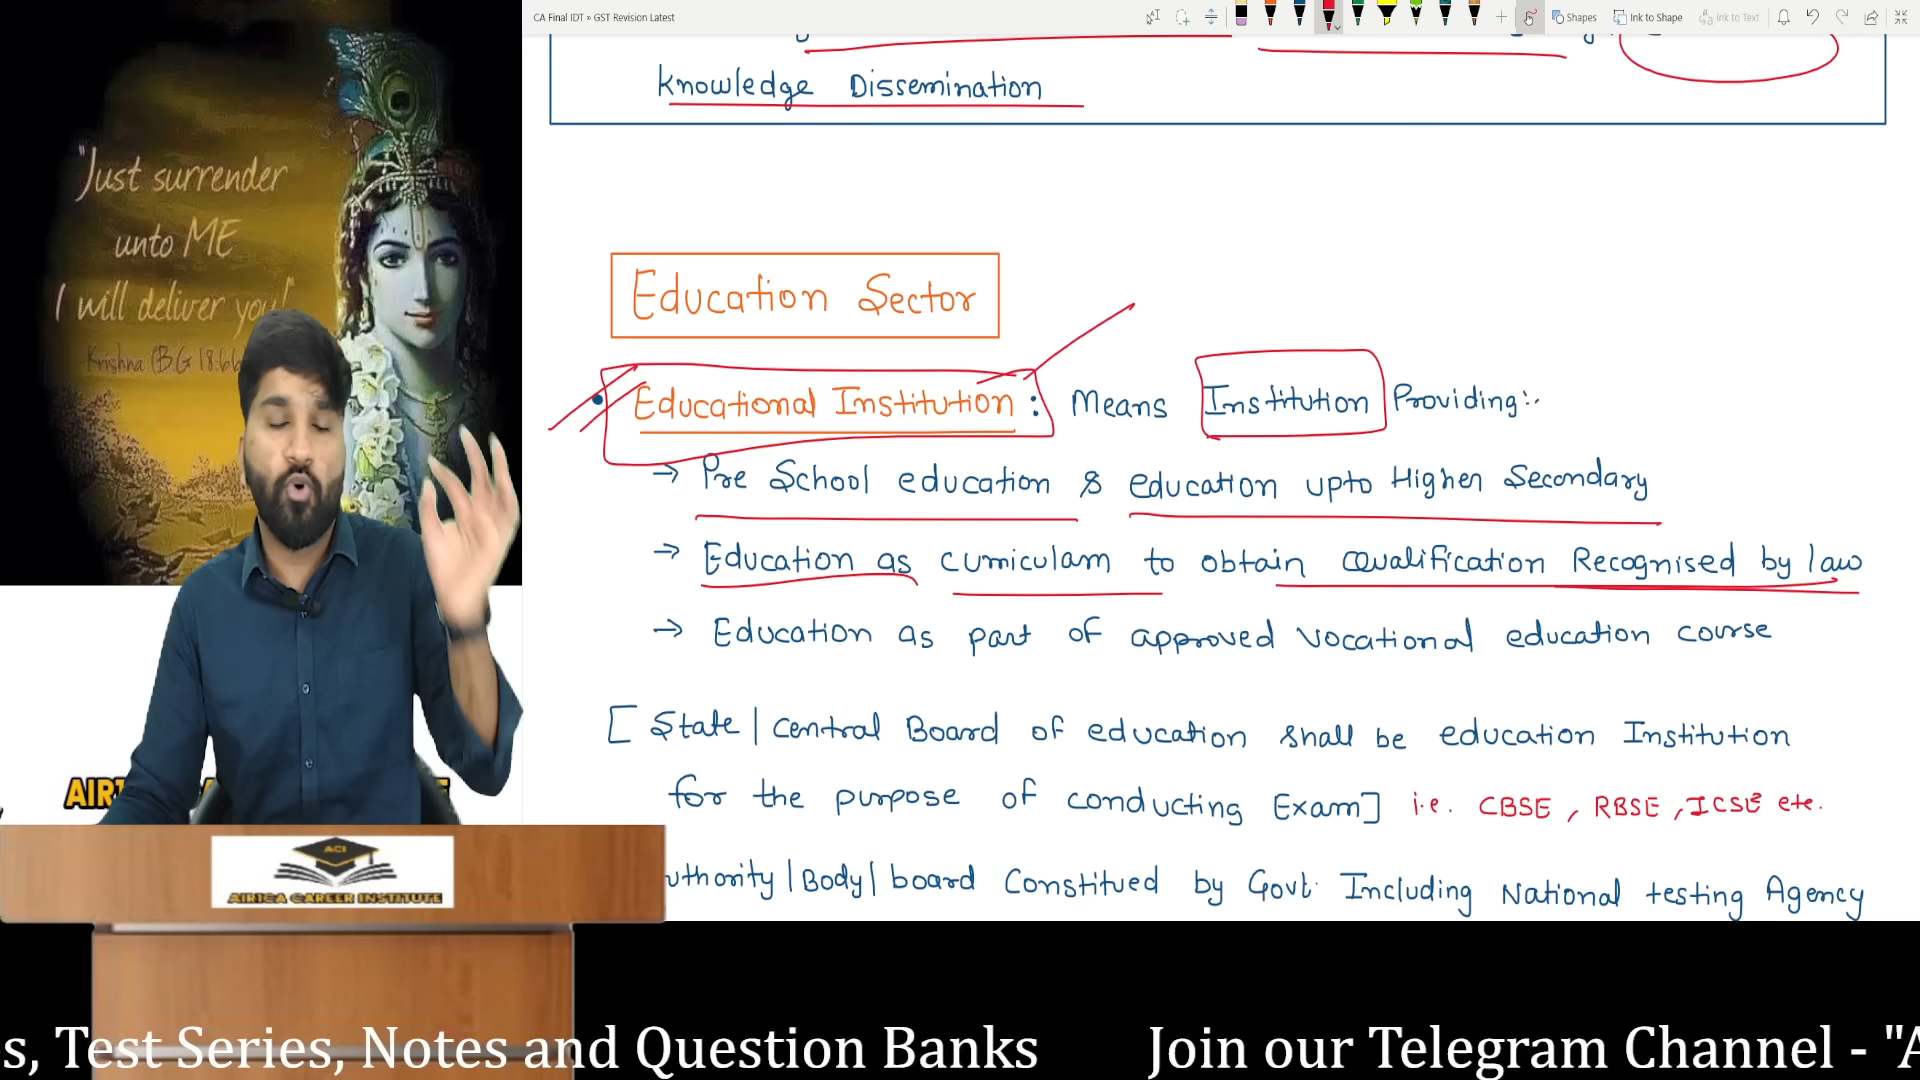 CA Final IDT » GST Revision Latest
Shapes
Ink to Shape
Ink to Text
Knowledge Dissemination
"Just surrender
unto ME
I will deliver you!"
-Krishna (B.G 18:66
Education Sector
• Educational Institution : Means Institution Providing:-
→ Pre School education & education upto Higher Secondary
→ Education as curriculam to obtain Qualification Recognised by law
→ Education as part of approved vocational education course
[ State | Central Board of education shall be education Institution
for the purpose of conducting Exam] i.e. CBSE , RBSE , ICSE etc.
uthority | Body | board Constitued by Govt. Including National testing Agency
ACI
AIRICA CAREER INSTITUTE
s, Test Series, Notes and Question Banks Join our Telegram Channel - "A